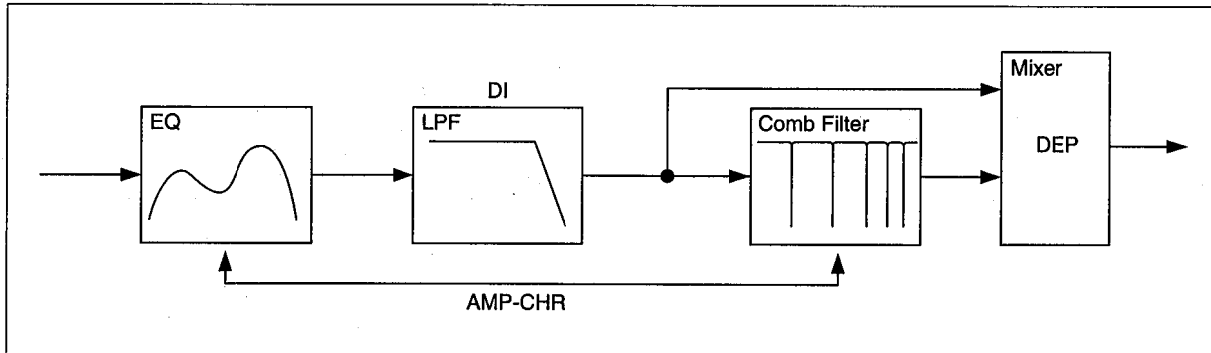 EQ
DI
LPF
Comb Filter
Mixer
DEP
AMP-CHR